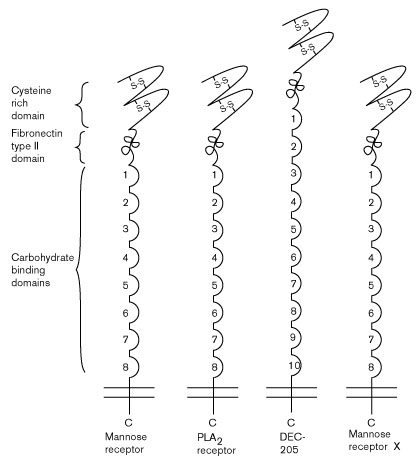 Cysteine
rich
domain
Fibronectin
type II
domain
Carbohydrate
binding
domains
S-S
S-S
1
2
3
4
5
6
7
8
C
Mannose
receptor
S-S
S-S
1
2
3
4
5
6
7
8
C
PLA2
receptor
S-S
S-S
1
2
3
4
5
6
7
8
9
10
C
DEC-
205
S-S
S-S
1
2
3
4
5
6
7
8
C
Mannose
receptor X